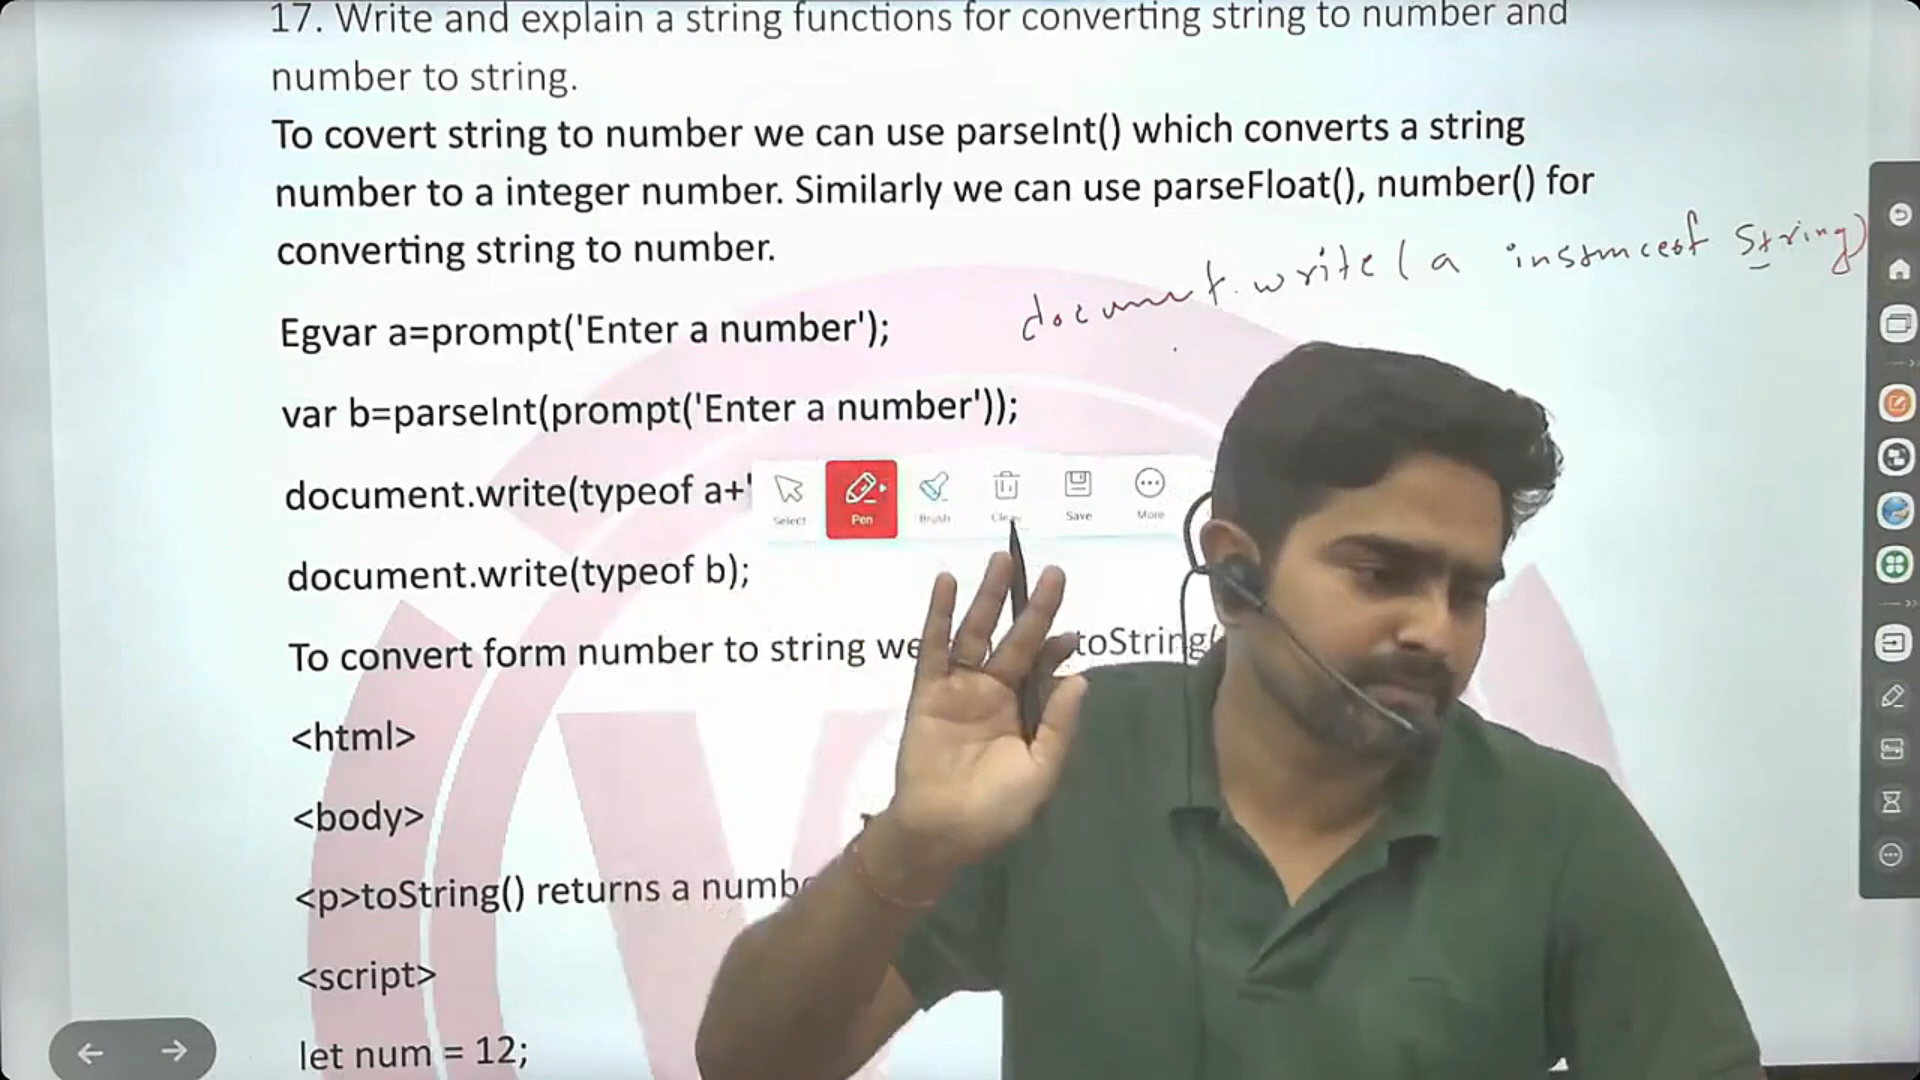 17. Write and explain a string functions for converting string to number and
number to string.
To covert string to number we can use parseInt() which converts a string
number to a integer number. Similarly we can use parseFloat(), number() for
converting string to number.
document.write(a instanceof String)
Egvar a=prompt('Enter a number');
var b=parseInt(prompt('Enter a number'));
document.write(typeof a+'
Select
Pen
Brush
Clear
Save
More
document.write(typeof b);
To convert form number to string we toString(
<html>
<body>
<p>toString() returns a numbe
<script>
let num = 12;